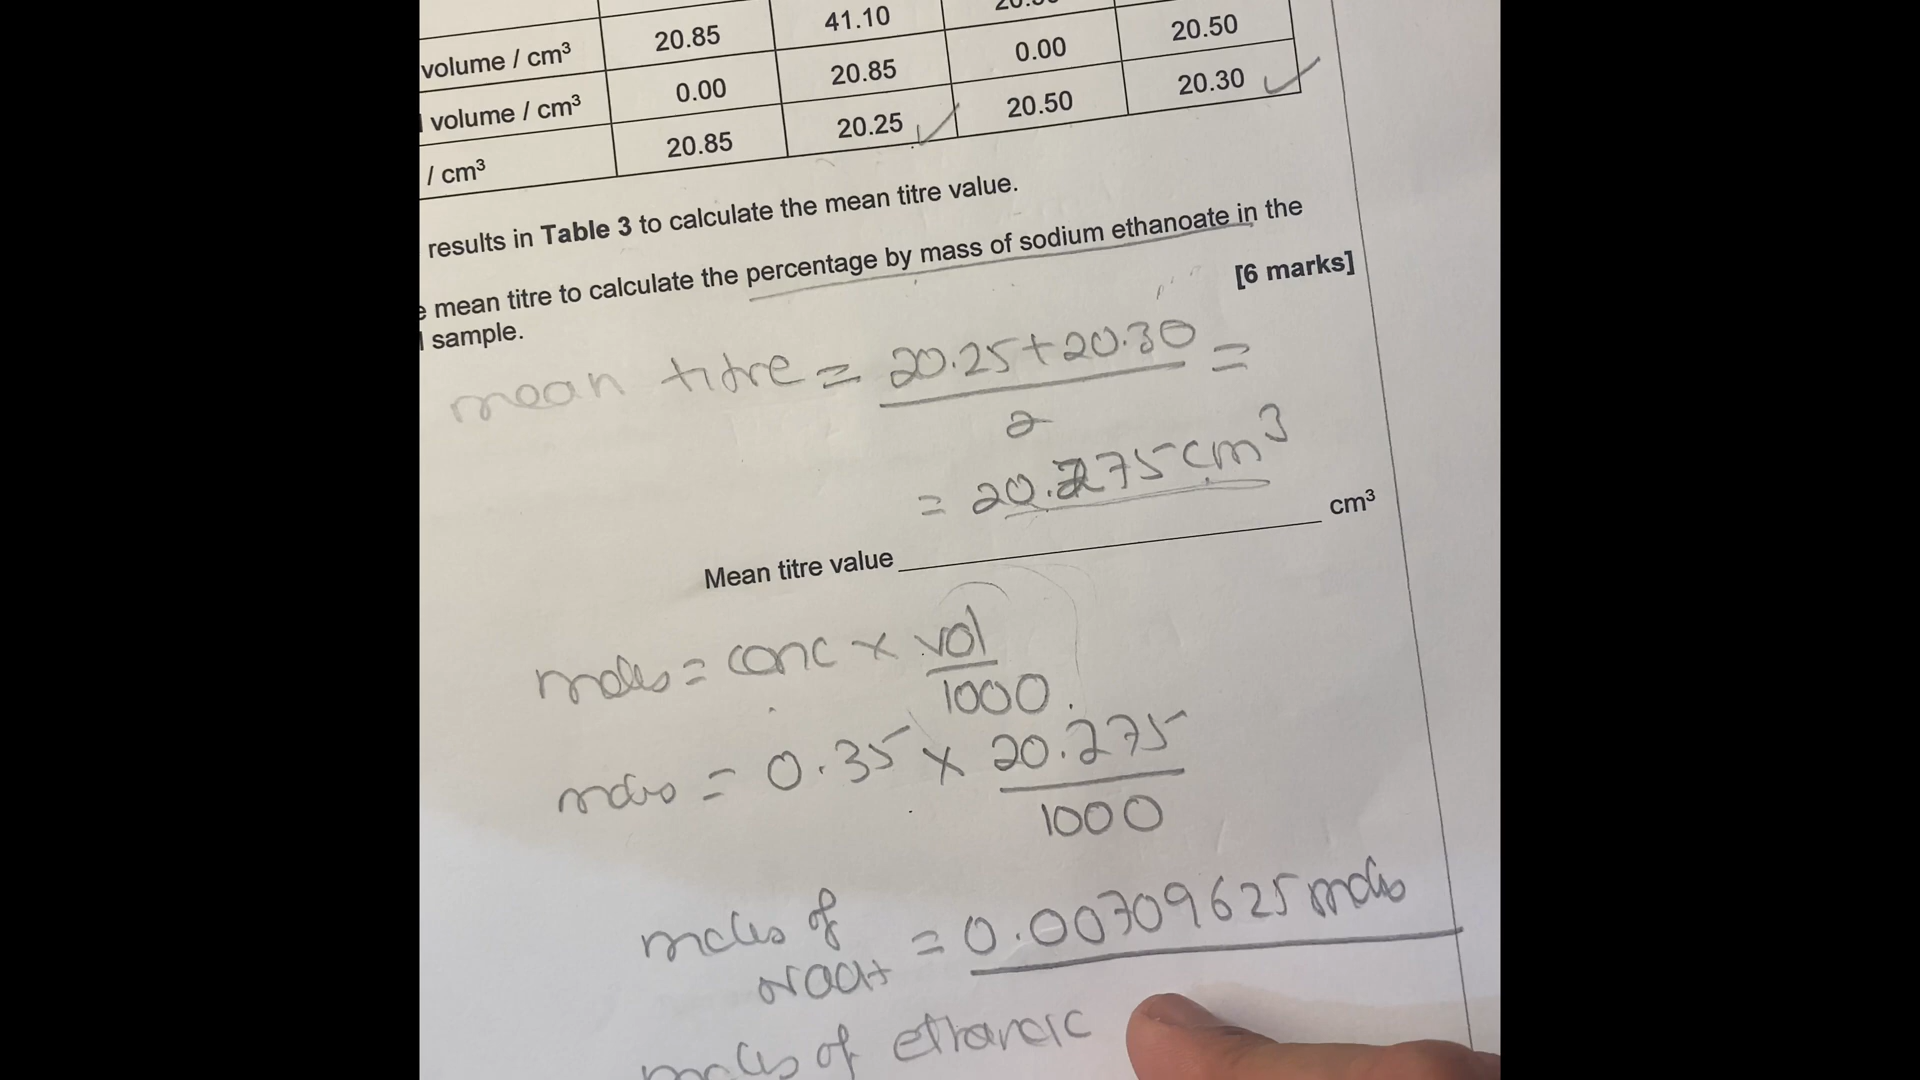 volume / cm³ 20.85 41.10 20.50
volume / cm³ 0.00 20.85 0.00 20.50
/ cm³ 20.85 20.25 ✓ 20.50 20.30 ✓
results in Table 3 to calculate the mean titre value.
mean titre to calculate the percentage by mass of sodium ethanoate in the
sample.
[6 marks]
mean titre = 20.25+20.30 =
2
= 20.275 cm³
Mean titre value cm³
moles = conc × vol
1000
moles = 0.35 × 20.275
1000
moles of = 0.00709625 moles
NaOH
moles of ethanoic